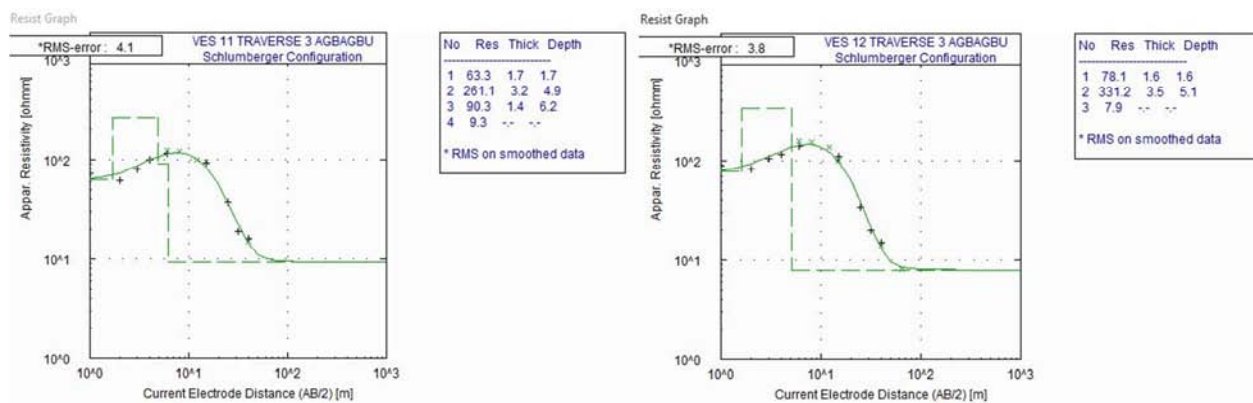 Resist Graph
*RMS-error : 4.1
VES 11 TRAVERSE 3 AGBAGBU
Schlumberger Configuration
10^3
10^2
10^1
10^0
Appar. Resistivity [ohmm]
10^0 10^1 10^2 10^3
Current Electrode Distance (AB/2) [m]
No Res Thick Depth
1 63.3 1.7 1.7
2 261.1 3.2 4.9
3 90.3 1.4 6.2
4 9.3 -.- -.-
* RMS on smoothed data
Resist Graph
*RMS-error : 3.8
VES 12 TRAVERSE 3 AGBAGBU
Schlumberger Configuration
10^3
10^2
10^1
10^0
Appar. Resistivity [ohmm]
10^0 10^1 10^2 10^3
Current Electrode Distance (AB/2) [m]
No Res Thick Depth
1 78.1 1.6 1.6
2 331.2 3.5 5.1
3 7.9 -.- -.-
* RMS on smoothed data